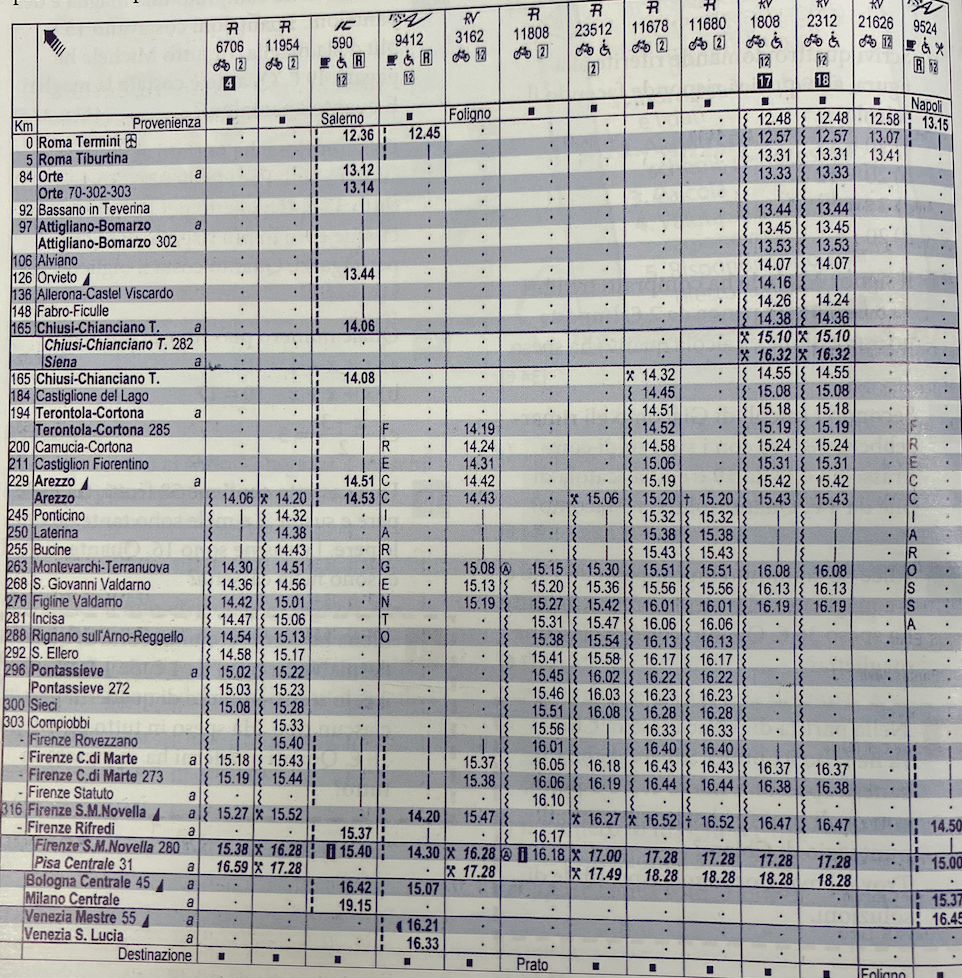 R R IC RV R R R R RV RV RV
6706 11954 590 9412 3162 11808 23512 11678 11680 1808 2312 21626 9524
2 2 R R 12 2 2 2 2 12 12 12 R 12
4 12 12 17 18
Km Provenienza ■ ■ Salerno ■ Foligno ■ ■ ■ ■ ■ ■ ■ Napoli
0 Roma Termini 12.36 12.45 12.48 12.48 12.58 13.15
5 Roma Tiburtina 12.57 12.57 13.07
84 Orte a 13.12 13.31 13.31 13.41
Orte 70-302-303 13.14 13.33 13.33
92 Bassano in Teverina
97 Attigliano-Bomarzo a 13.44 13.44
Attigliano-Bomarzo 302 13.45 13.45
106 Alviano 13.53 13.53
126 Orvieto 13.44 14.07 14.07
136 Allerona-Castel Viscardo 14.16
148 Fabro-Ficulle 14.26 14.24
165 Chiusi-Chianciano T. a 14.06 14.38 14.36
Chiusi-Chianciano T. 282 15.10 15.10
Siena a 16.32 16.32
165 Chiusi-Chianciano T. 14.08 14.32 14.55 14.55
184 Castiglione del Lago 14.45 15.08 15.08
194 Terontola-Cortona a 14.51 15.18 15.18
Terontola-Cortona 285 F 14.19 14.52 15.19 15.19 F
200 Camucia-Cortona R 14.24 14.58 15.24 15.24 R
211 Castiglion Fiorentino E 14.31 15.06 15.31 15.31 E
229 Arezzo a 14.51 C 14.42 15.19 15.42 15.42 C
Arezzo 14.06 14.20 14.53 C 14.43 15.06 15.20 † 15.20 15.43 15.43 C
245 Ponticino 14.32 I 15.32 15.32 I
250 Laterina 14.38 A 15.38 15.38 A
255 Bucine 14.43 R 15.43 15.43 R
263 Montevarchi-Terranuova 14.30 14.51 G 15.08 A 15.15 15.30 15.51 15.51 16.08 16.08 O
268 S. Giovanni Valdarno 14.36 14.56 E 15.13 15.20 15.36 15.56 15.56 16.13 16.13 S
276 Figline Valdarno 14.42 15.01 N 15.19 15.27 15.42 16.01 16.01 16.19 16.19 S
281 Incisa 14.47 15.06 T 15.31 15.47 16.06 16.06 A
288 Rignano sull'Arno-Reggello 14.54 15.13 O 15.38 15.54 16.13 16.13
292 S. Ellero 14.58 15.17 15.41 15.58 16.17 16.17
296 Pontassieve a 15.02 15.22 15.45 16.02 16.22 16.22
Pontassieve 272 15.03 15.23 15.46 16.03 16.23 16.23
300 Sieci 15.08 15.28 15.51 16.08 16.28 16.28
303 Compiobbi 15.33 15.56 16.33 16.33
- Firenze Rovezzano 15.40 16.01 16.40 16.40
- Firenze C.di Marte a 15.18 15.43 15.37 16.05 16.18 16.43 16.43 16.37 16.37
- Firenze C.di Marte 273 15.19 15.44 15.38 16.06 16.19 16.44 16.44 16.38 16.38
- Firenze Statuto a 16.10
316 Firenze S.M.Novella a 15.27 15.52 14.20 15.47 16.27 16.52 † 16.52 16.47 16.47 14.50
- Firenze Rifredi a 15.37 16.17
Firenze S.M.Novella 280 15.38 16.28 15.40 14.30 16.28 A 16.18 17.00 17.28 17.28 17.28 17.28 15.00
Pisa Centrale 31 a 16.59 17.28 17.28 17.49 18.28 18.28 18.28 18.28
Bologna Centrale 45 a 16.42 15.07 15.37
Milano Centrale a 19.15 16.45
Venezia Mestre 55 a 16.21
Venezia S. Lucia a 16.33
Destinazione ■ ■ ■ ■ ■ Prato ■ ■ ■ ■ ■ Foligno ■